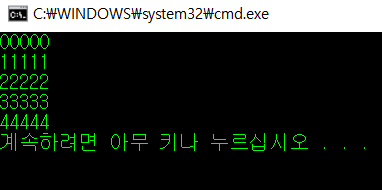 C:₩WINDOWS₩system32₩cmd.exe
00000
11111
22222
33333
44444
계속하려면 아무 키나 누르십시오 . . .